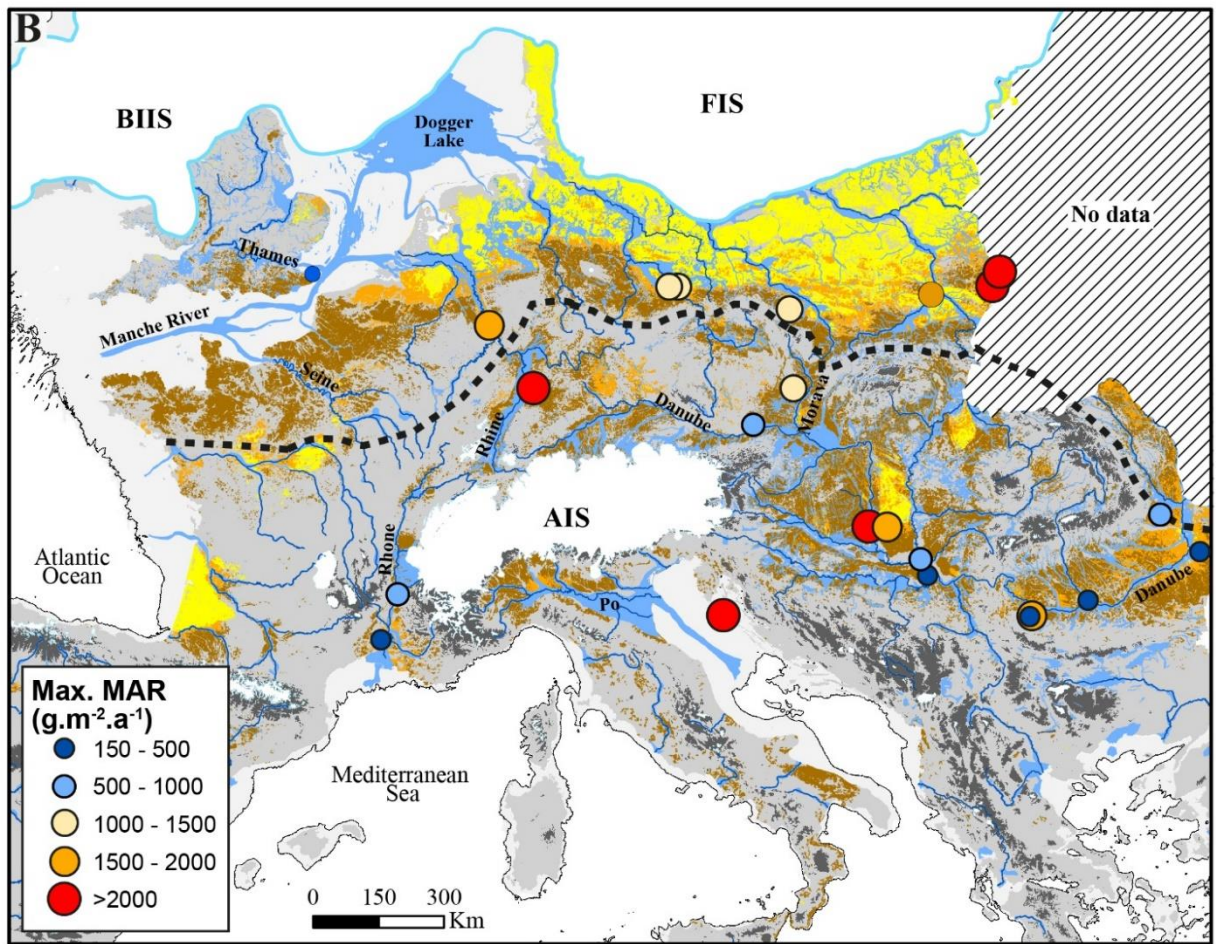 B
BIIS
FIS
Dogger
Lake
No data
Thames
Manche River
Seine
Rhine
Danube
Morava
AIS
Rhone
Po
Danube
Atlantic
Ocean
Mediterranean
Sea
Max. MAR
(g.m⁻².a⁻¹)
150 - 500
500 - 1000
1000 - 1500
1500 - 2000
>2000
0 150 300
Km